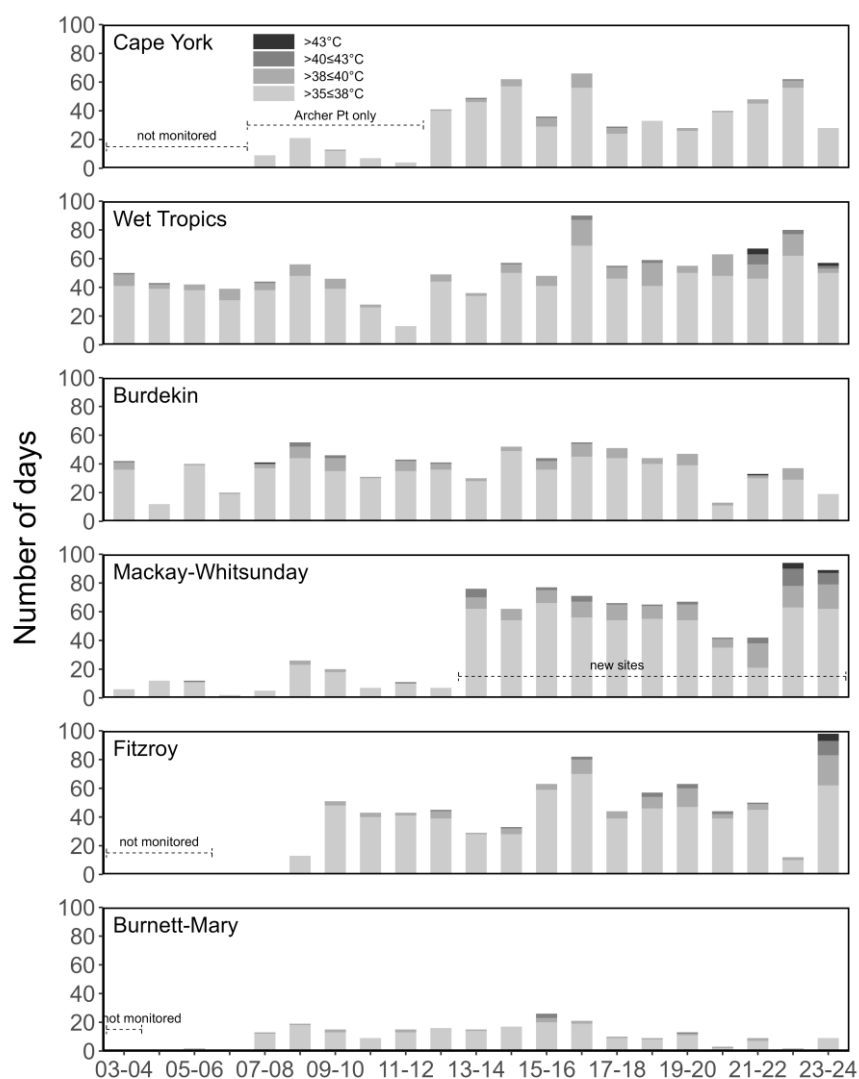 Number of days
100
80
60
40
20
0
Cape York
>43°C
>40≤43°C
>38≤40°C
>35≤38°C
Archer Pt only
not monitored
100
80
60
40
20
0
Wet Tropics
100
80
60
40
20
0
Burdekin
100
80
60
40
20
0
Mackay-Whitsunday
new sites
100
80
60
40
20
0
Fitzroy
not monitored
100
80
60
40
20
0
Burnett-Mary
not monitored
03-04 05-06 07-08 09-10 11-12 13-14 15-16 17-18 19-20 21-22 23-24